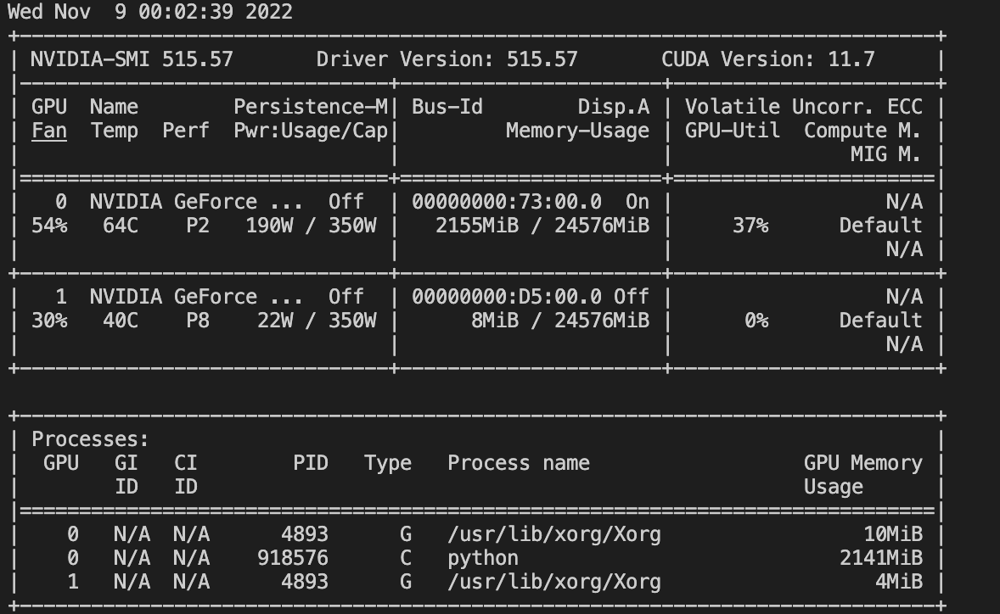 Wed Nov  9 00:02:39 2022
+-----------------------------------------------------------------------------+
| NVIDIA-SMI 515.57       Driver Version: 515.57       CUDA Version: 11.7     |
|-------------------------------+----------------------+----------------------+
| GPU  Name        Persistence-M| Bus-Id        Disp.A | Volatile Uncorr. ECC |
| Fan  Temp  Perf  Pwr:Usage/Cap|         Memory-Usage | GPU-Util  Compute M. |
|                               |                      |               MIG M. |
|===============================+======================+======================|
|   0  NVIDIA GeForce ...  Off  | 00000000:73:00.0  On |                  N/A |
| 54%   64C    P2   190W / 350W |   2155MiB / 24576MiB |     37%      Default |
|                               |                      |                  N/A |
+-------------------------------+----------------------+----------------------+
|   1  NVIDIA GeForce ...  Off  | 00000000:D5:00.0 Off |                  N/A |
| 30%   40C    P8    22W / 350W |      8MiB / 24576MiB |      0%      Default |
|                               |                      |                  N/A |
+-------------------------------+----------------------+----------------------+

+-----------------------------------------------------------------------------+
| Processes:                                                                  |
|  GPU   GI   CI        PID   Type   Process name                  GPU Memory |
|        ID   ID                                                   Usage      |
|=============================================================================|
|    0   N/A  N/A      4893      G   /usr/lib/xorg/Xorg                 10MiB |
|    0   N/A  N/A    918576      C   python                           2141MiB |
|    1   N/A  N/A      4893      G   /usr/lib/xorg/Xorg                  4MiB |
+-----------------------------------------------------------------------------+